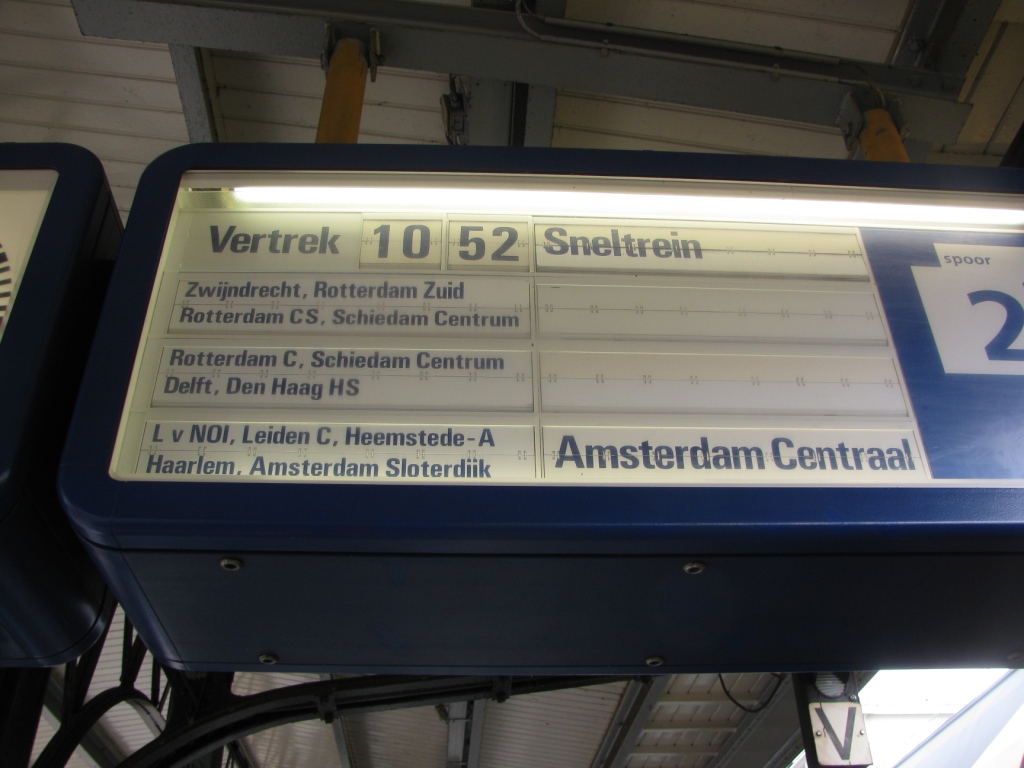 Vertrek 10 52 Sneltrein
spoor
2
Zwijndrecht, Rotterdam Zuid
Rotterdam CS, Schiedam Centrum
Rotterdam C, Schiedam Centrum
Delft, Den Haag HS
L v NOI, Leiden C, Heemstede-A
Haarlem, Amsterdam Sloterdijk
Amsterdam Centraal
V